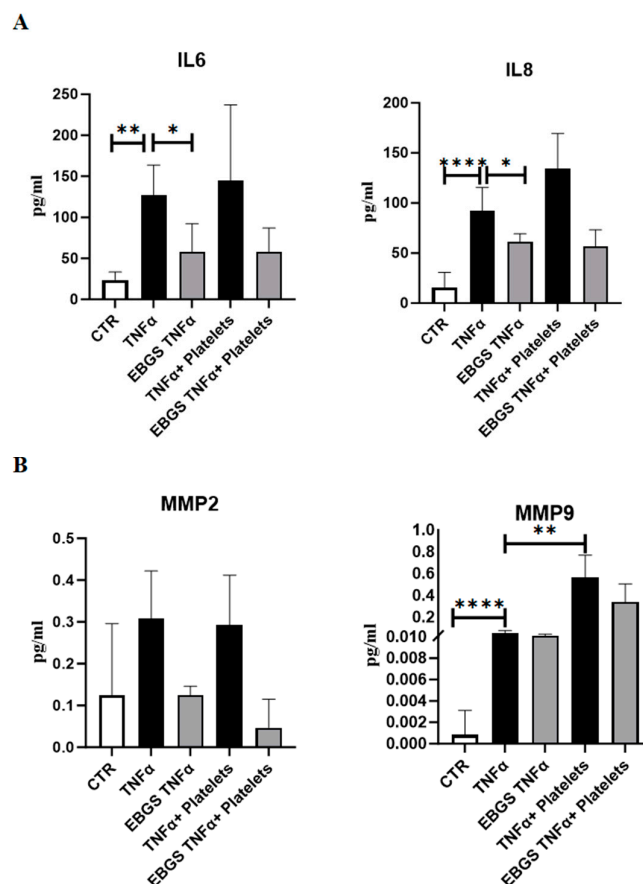 A
IL6
250
200
150
100
50
0
pg/ml
**
*
CTR
TNFα
EBGS TNFα
TNFα+ Platelets
EBGS TNFα+ Platelets
IL8
200
150
100
50
0
pg/ml
****
*
CTR
TNFα
EBGS TNFα
TNFα+ Platelets
EBGS TNFα+ Platelets
B
MMP2
0.5
0.4
0.3
0.2
0.1
0.0
pg/ml
CTR
TNFα
EBGS TNFα
TNFα+ Platelets
EBGS TNFα+ Platelets
MMP9
1.0
0.8
0.6
0.4
0.2
0.010
0.008
0.006
0.004
0.002
0.000
pg/ml
**
****
CTR
TNFα
EBGS TNFα
TNFα+ Platelets
EBGS TNFα+ Platelets